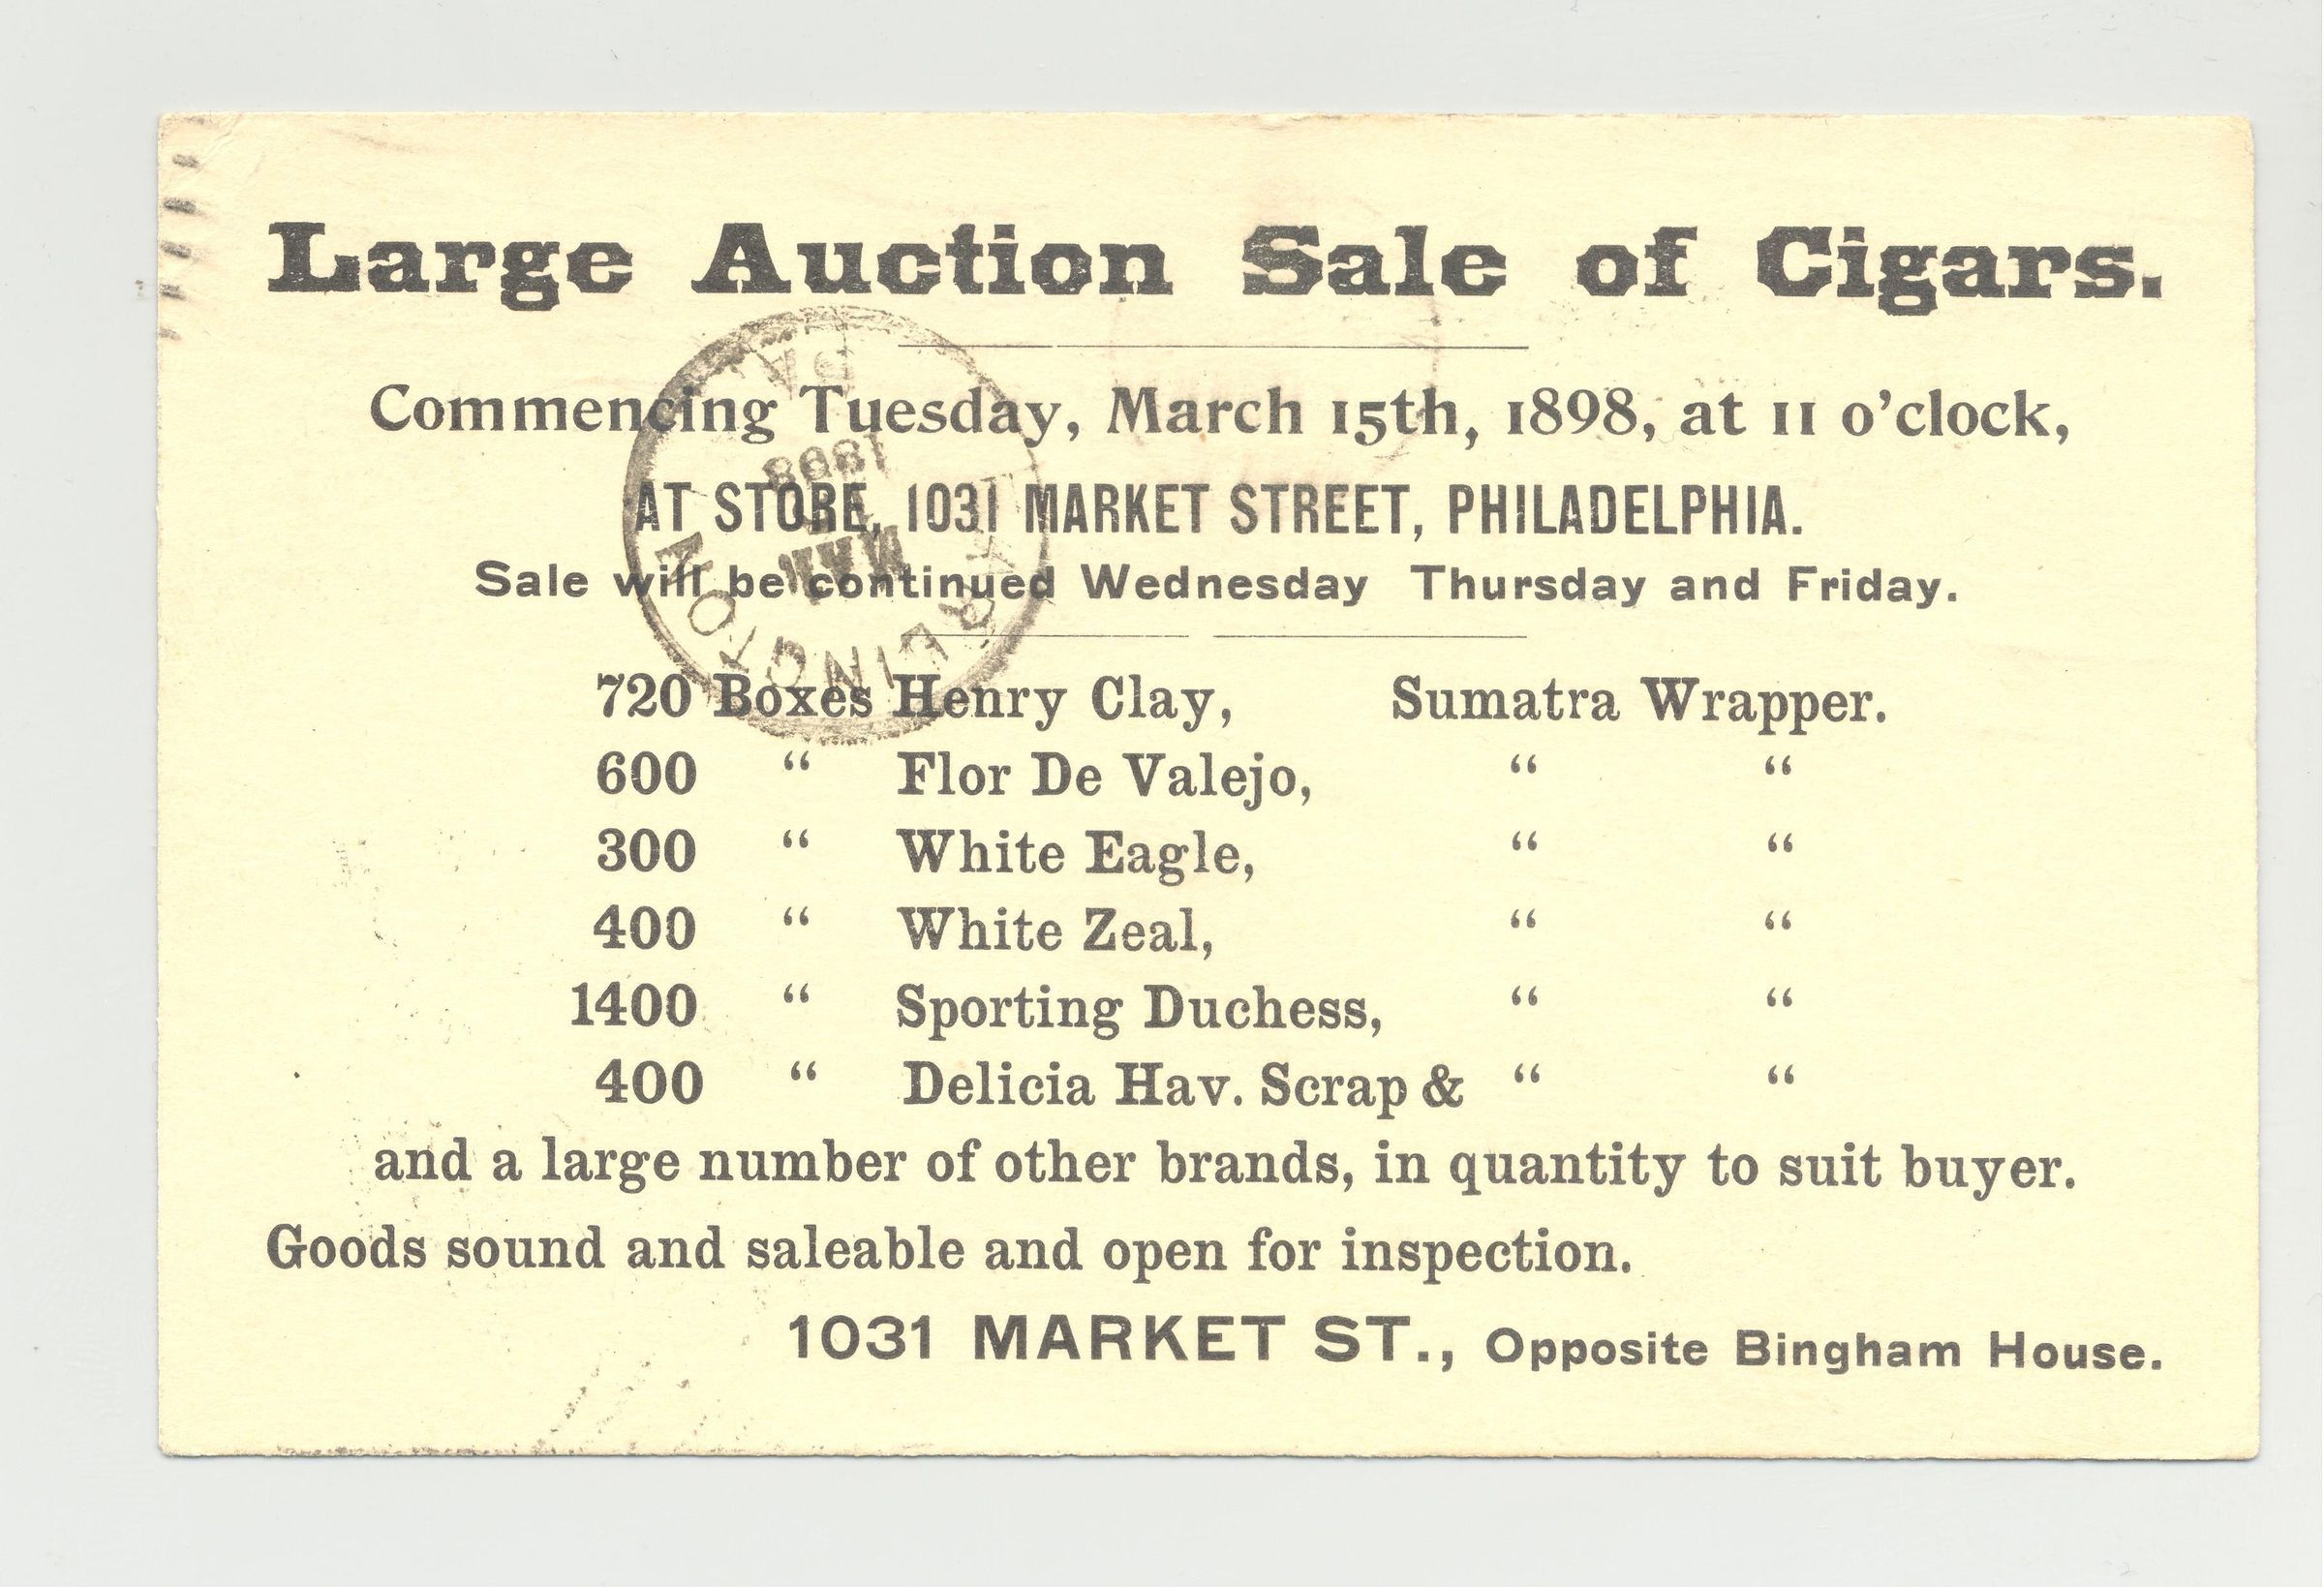 Large Auction Sale of Cigars.
Commencing Tuesday, March 15th, 1898, at 11 o'clock,
AT STORE, 1031 MARKET STREET, PHILADELPHIA.
Sale will be continued Wednesday Thursday and Friday.
720 Boxes Henry Clay, Sumatra Wrapper.
600 “ Flor De Valejo, “ “
300 “ White Eagle, “ “
400 “ White Zeal, “ “
1400 “ Sporting Duchess, “ “
400 “ Delicia Hav. Scrap & “ “
and a large number of other brands, in quantity to suit buyer.
Goods sound and saleable and open for inspection.
1031 MARKET ST., Opposite Bingham House.
PA.
1898
MAR